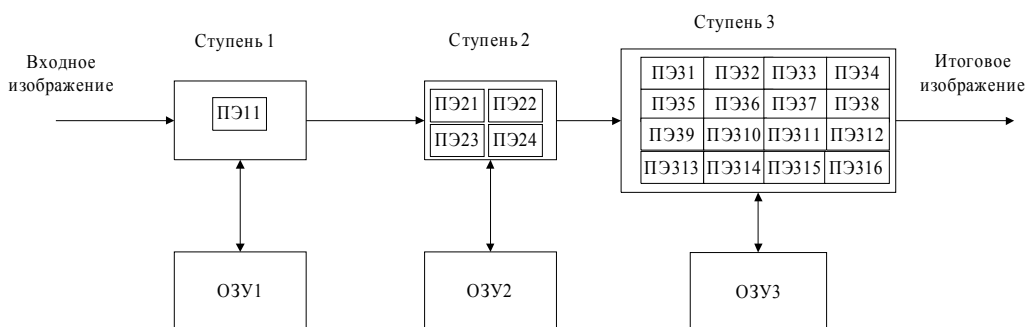 Ступень 1
Ступень 2
Ступень 3
Входное
изображение
Итоговое
изображение
ПЭ11
ПЭ21 ПЭ22
ПЭ23 ПЭ24
ПЭ31 ПЭ32 ПЭ33 ПЭ34
ПЭ35 ПЭ36 ПЭ37 ПЭ38
ПЭ39 ПЭ310 ПЭ311 ПЭ312
ПЭ313 ПЭ314 ПЭ315 ПЭ316
ОЗУ1
ОЗУ2
ОЗУ3